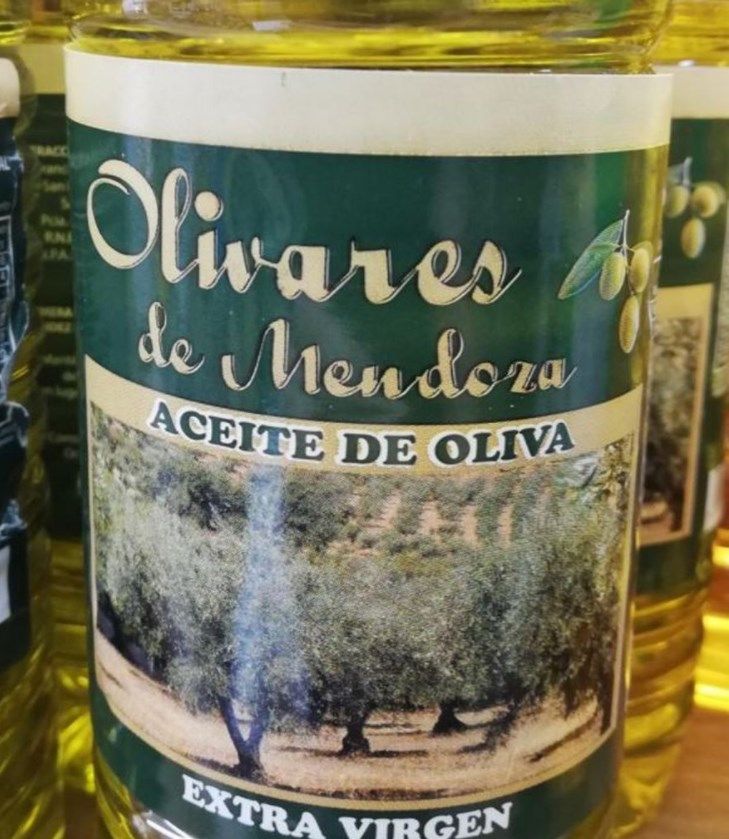 Olivares
de Mendoza
ACEITE DE OLIVA
EXTRA VIRGEN